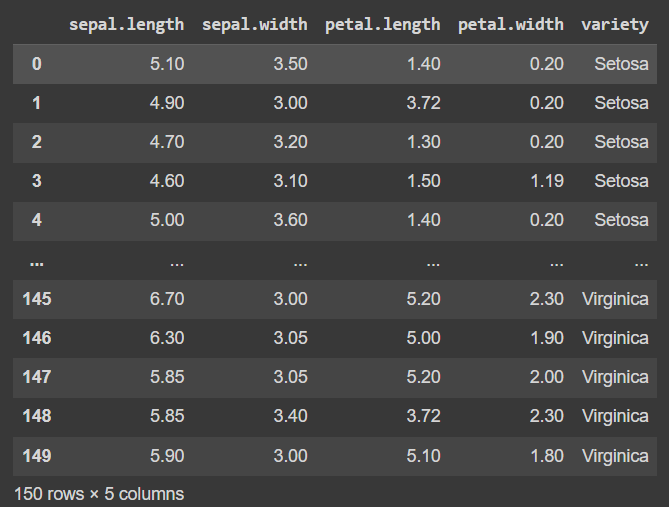 sepal.length sepal.width petal.length petal.width variety
0 5.10 3.50 1.40 0.20 Setosa
1 4.90 3.00 3.72 0.20 Setosa
2 4.70 3.20 1.30 0.20 Setosa
3 4.60 3.10 1.50 1.19 Setosa
4 5.00 3.60 1.40 0.20 Setosa
... ... ... ... ... ...
145 6.70 3.00 5.20 2.30 Virginica
146 6.30 3.05 5.00 1.90 Virginica
147 5.85 3.05 5.20 2.00 Virginica
148 5.85 3.40 3.72 2.30 Virginica
149 5.90 3.00 5.10 1.80 Virginica
150 rows × 5 columns